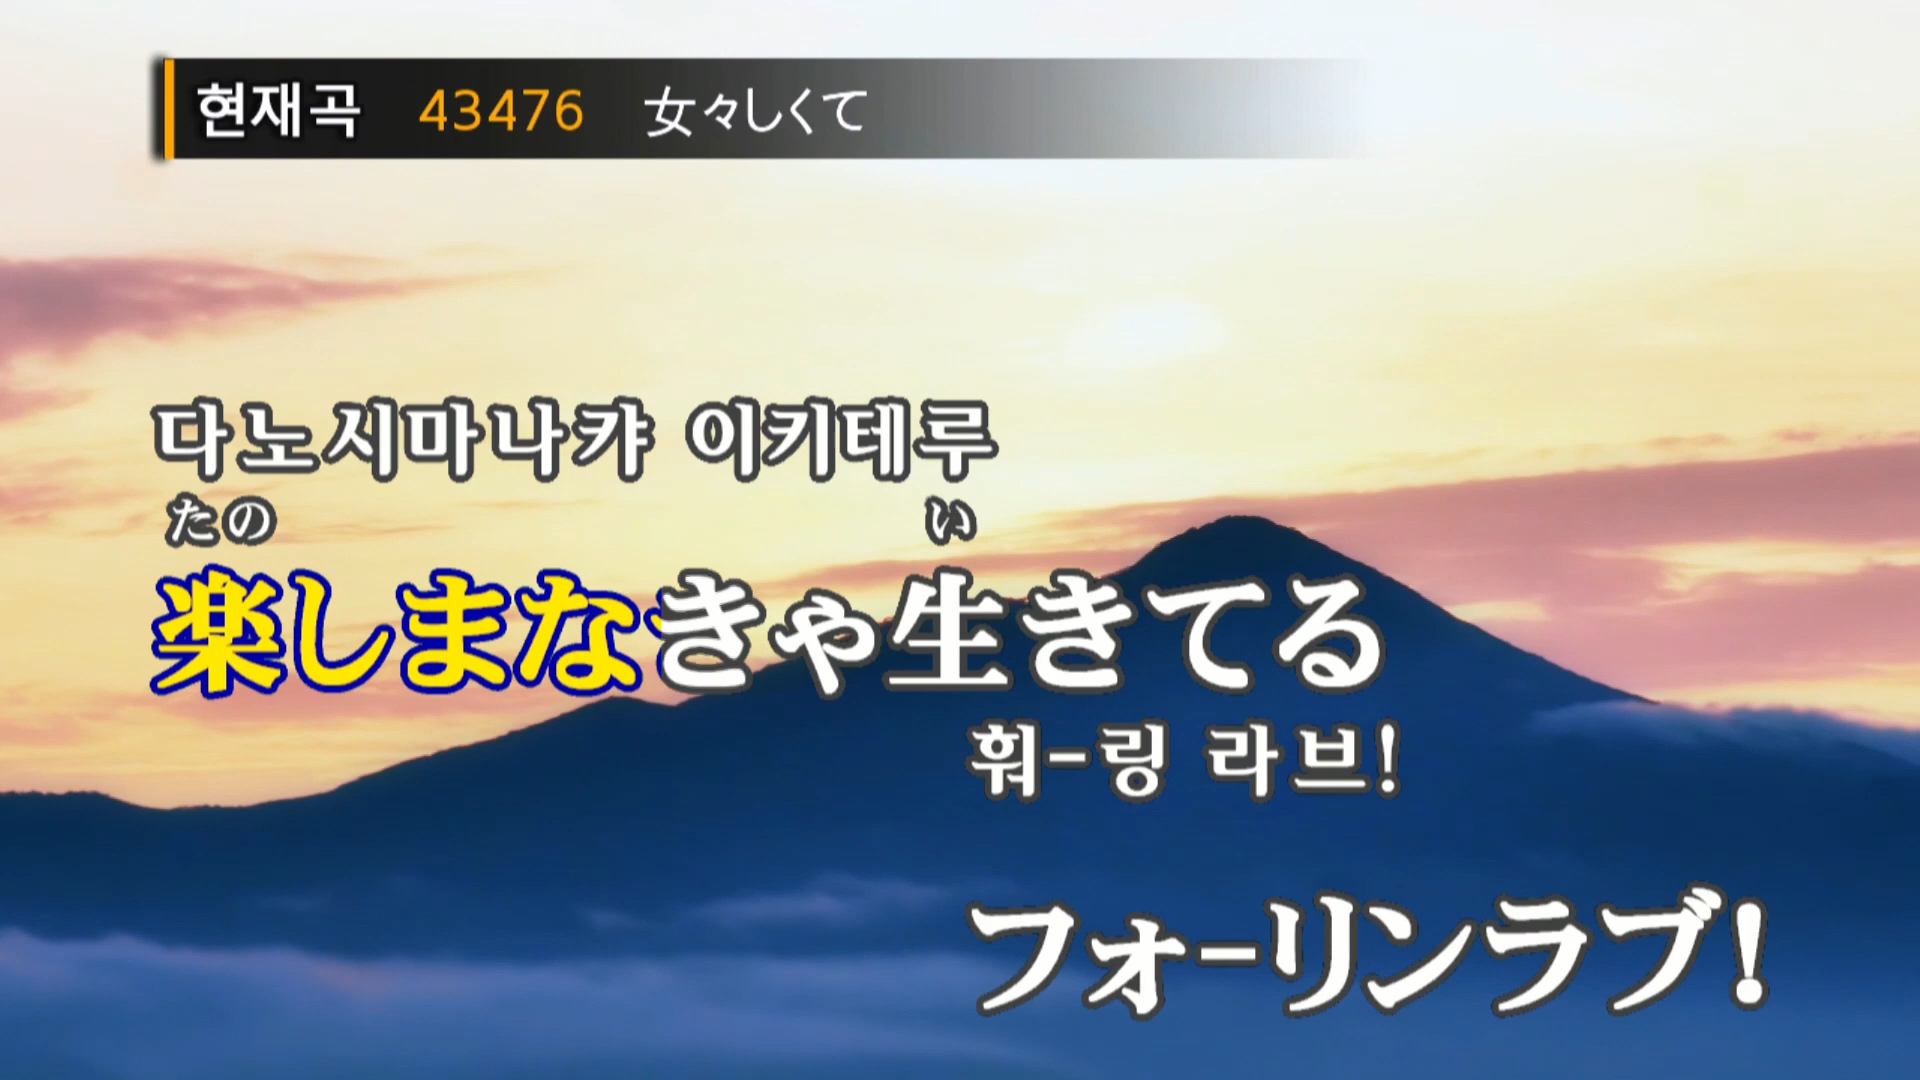 현재곡 43476 女々しくて
다노시마나캬 이키테루
たの い
楽しまなきゃ生きてる
훠-링 라브!
フォーリンラブ!